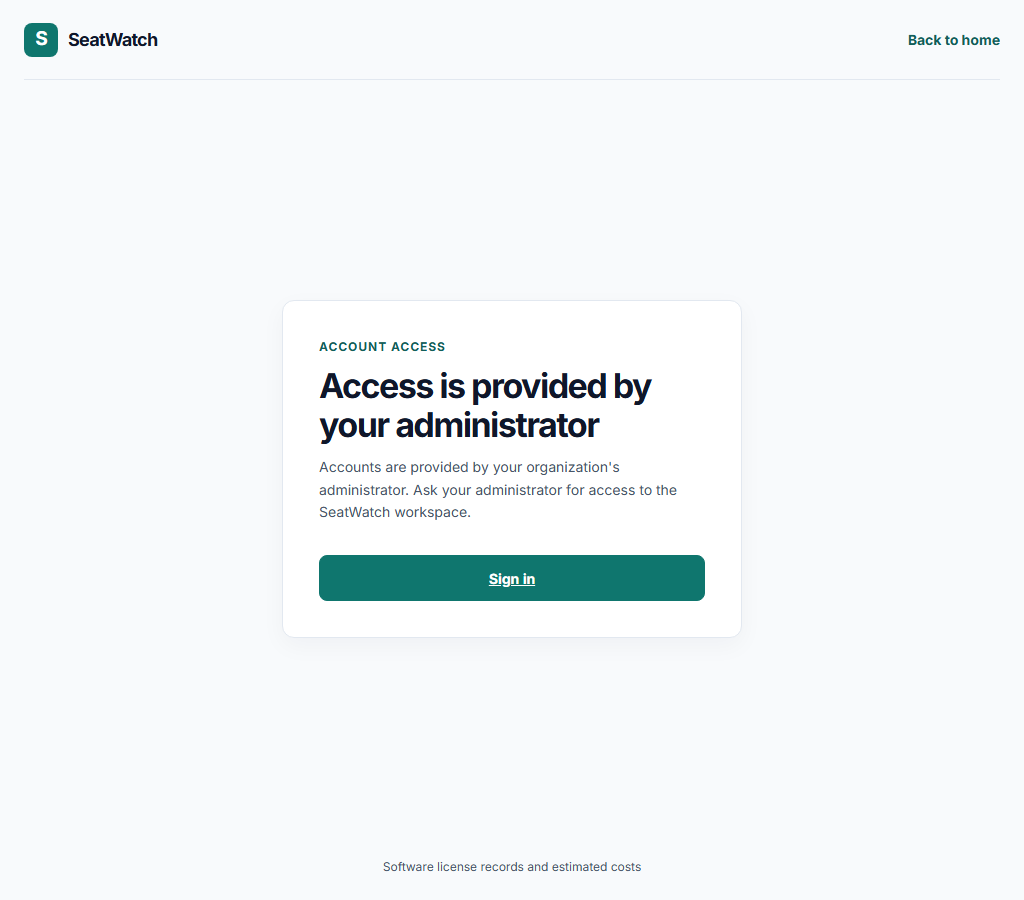 S SeatWatch
Back to home
ACCOUNT ACCESS
Access is provided by
your administrator
Accounts are provided by your organization's
administrator. Ask your administrator for access to the
SeatWatch workspace.
Sign in
Software license records and estimated costs